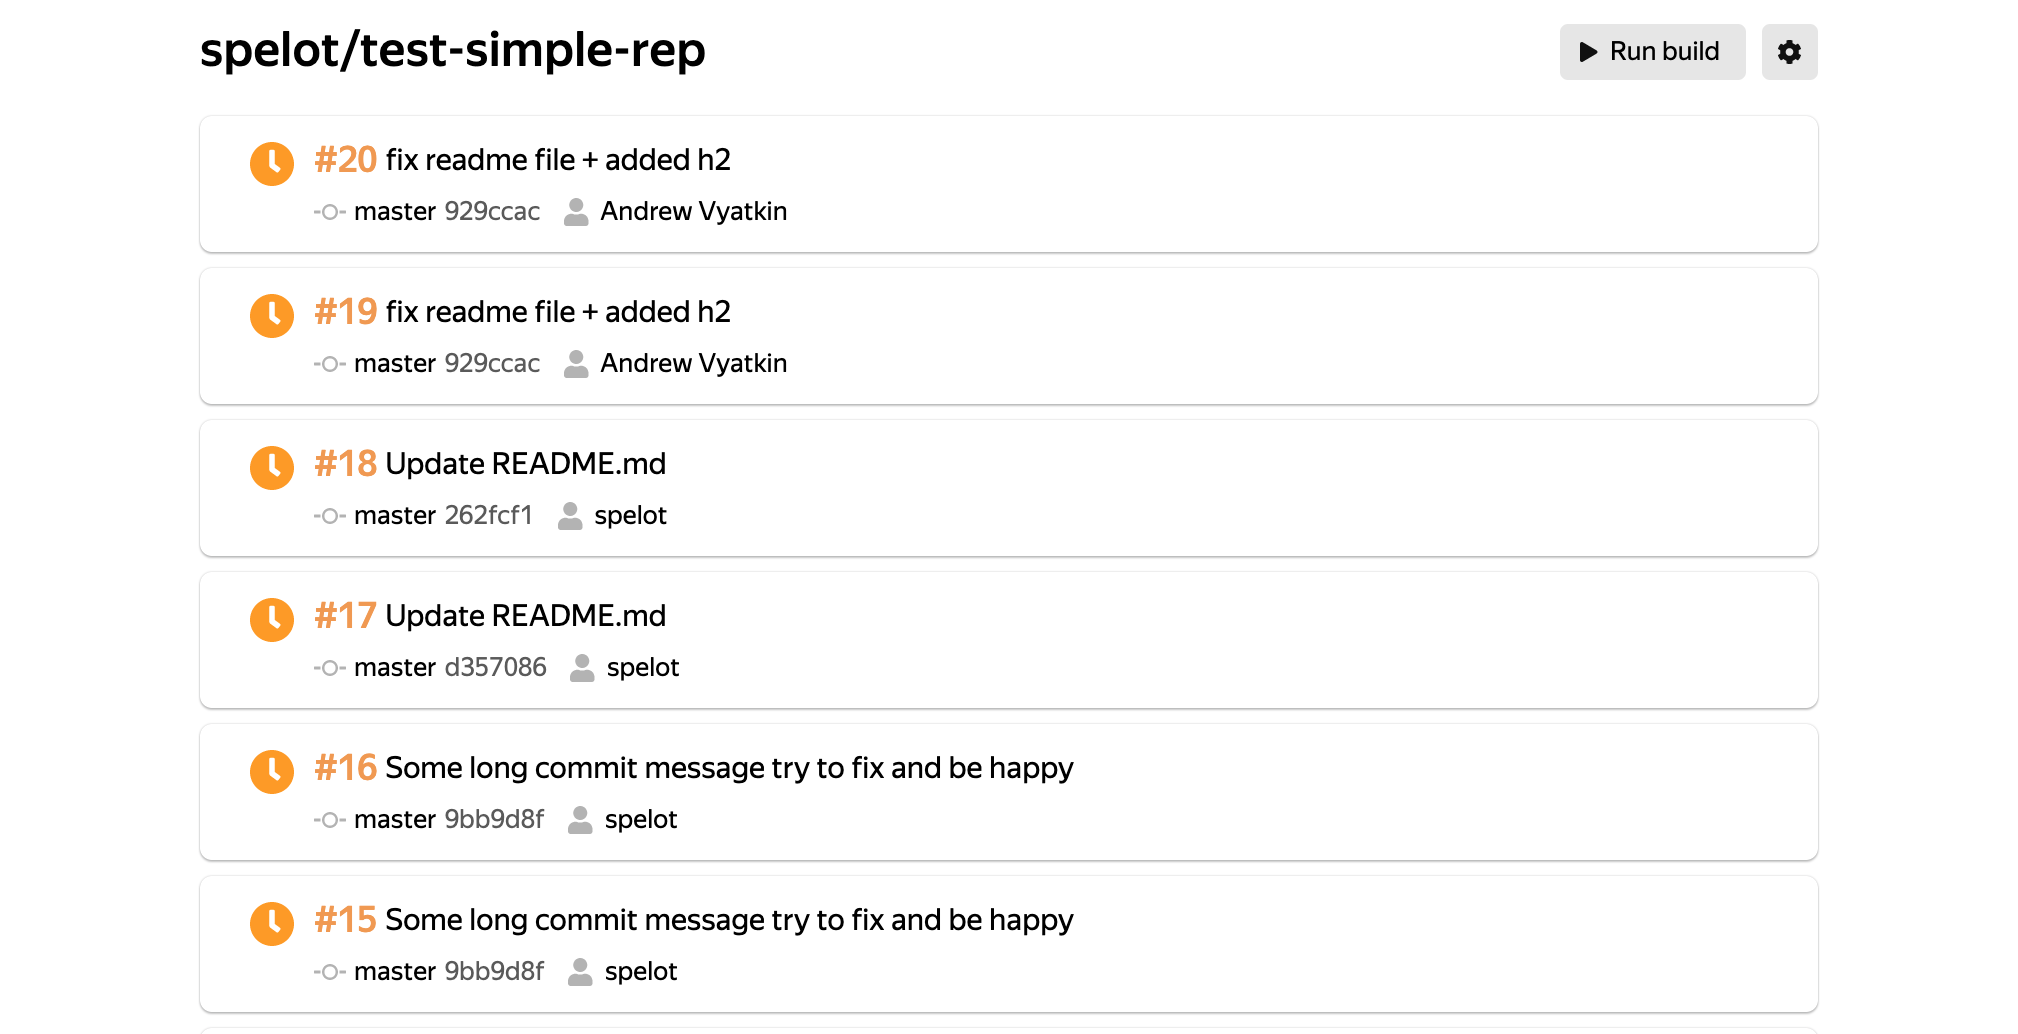 spelot/test-simple-rep
Run build
#20 fix readme file + added h2
master 929ccac Andrew Vyatkin
#19 fix readme file + added h2
master 929ccac Andrew Vyatkin
#18 Update README.md
master 262fcf1 spelot
#17 Update README.md
master d357086 spelot
#16 Some long commit message try to fix and be happy
master 9bb9d8f spelot
#15 Some long commit message try to fix and be happy
master 9bb9d8f spelot